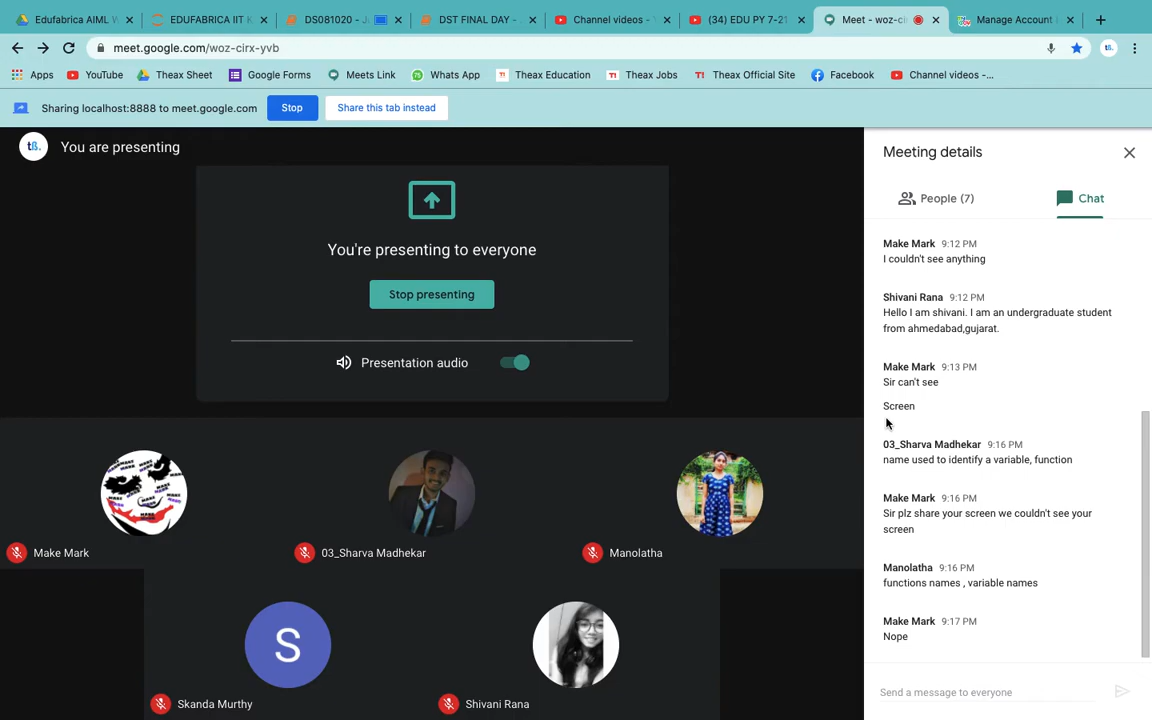 Edufabrica AIML W
EDUFABRICA IIT K
DS081020 - J
DST FINAL DAY -
Channel videos -
(34) EDU PY 7-21
Meet - woz-cir
Manage Account
meet.google.com/woz-cirx-yvb
Apps
YouTube
Theax Sheet
Google Forms
Meets Link
Whats App
Theax Education
Theax Jobs
Theax Official Site
Facebook
Channel videos -...
Sharing localhost:8888 to meet.google.com
Stop
Share this tab instead
tß. You are presenting
You're presenting to everyone
Stop presenting
Presentation audio
Make Mark
03_Sharva Madhekar
Manolatha
S
Skanda Murthy
Shivani Rana
Meeting details
People (7)
Chat
Make Mark 9:12 PM
I couldn't see anything
Shivani Rana 9:12 PM
Hello I am shivani. I am an undergraduate student
from ahmedabad,gujarat.
Make Mark 9:13 PM
Sir can't see
Screen
03_Sharva Madhekar 9:16 PM
name used to identify a variable, function
Make Mark 9:16 PM
Sir plz share your screen we couldn't see your
screen
Manolatha 9:16 PM
functions names , variable names
Make Mark 9:17 PM
Nope
Send a message to everyone